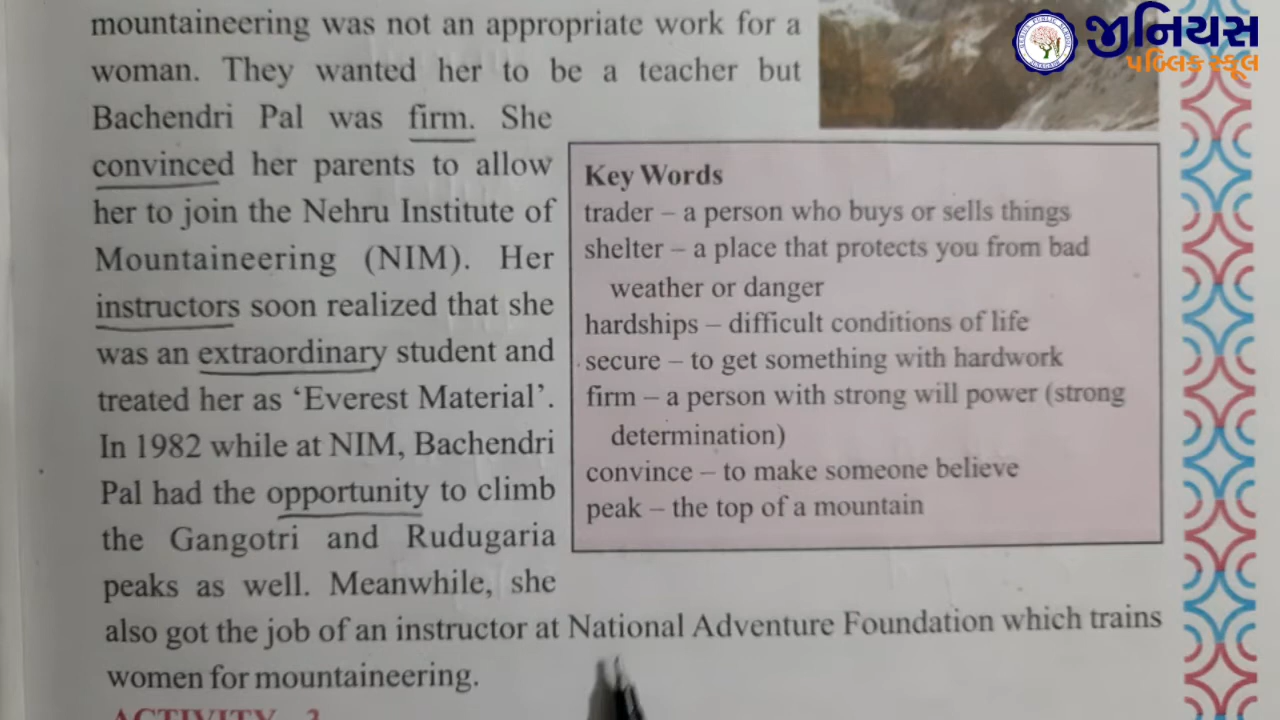 mountaineering was not an appropriate work for a
woman. They wanted her to be a teacher but
Bachendri Pal was firm. She
convinced her parents to allow
her to join the Nehru Institute of
Mountaineering (NIM). Her
instructors soon realized that she
was an extraordinary student and
treated her as ‘Everest Material’.
In 1982 while at NIM, Bachendri
Pal had the opportunity to climb
the Gangotri and Rudugaria
peaks as well. Meanwhile, she
also got the job of an instructor at National Adventure Foundation which trains
women for mountaineering.
ACTIVITY - 2
Key Words
trader – a person who buys or sells things
shelter – a place that protects you from bad
weather or danger
hardships – difficult conditions of life
secure – to get something with hardwork
firm – a person with strong will power (strong
determination)
convince – to make someone believe
peak – the top of a mountain
જીનિયસ
પબ્લિક સ્કૂલ